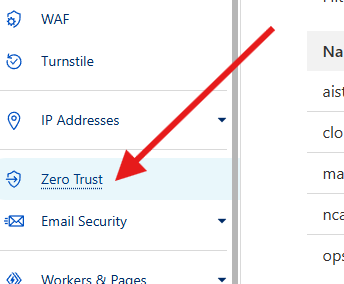 WAF
Turnstile
IP Addresses
Zero Trust
Email Security
Workers & Pages
Na
aist
clo
ma
nca
ops